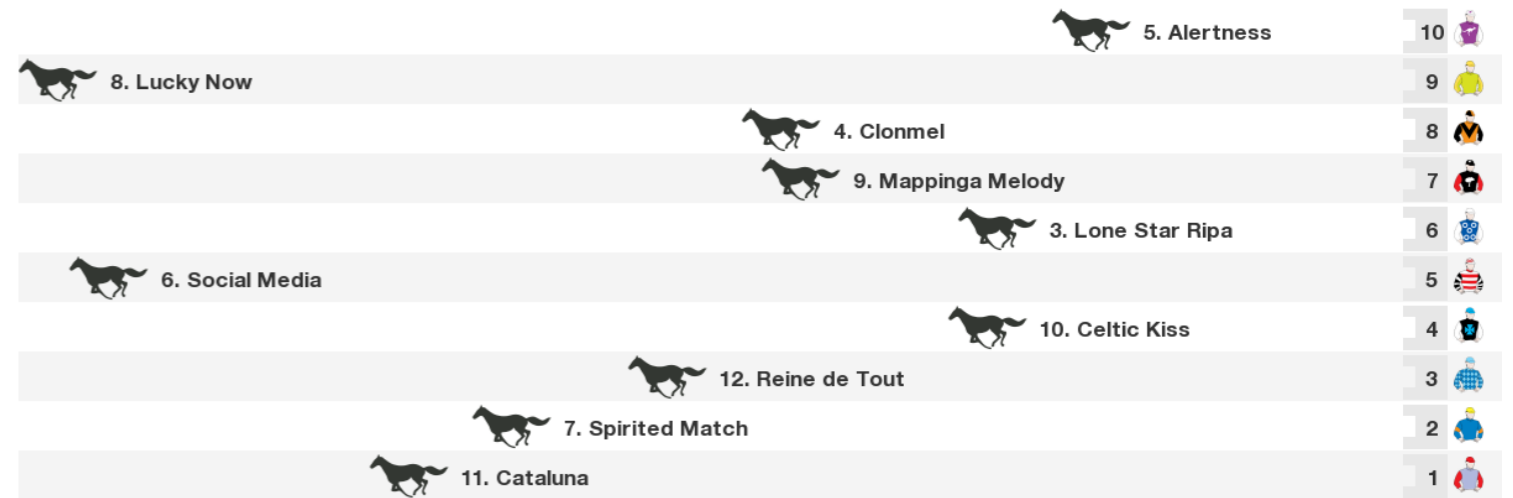 5. Alertness 10
8. Lucky Now 9
4. Clonmel 8
9. Mappinga Melody 7
3. Lone Star Ripa 6
6. Social Media 5
10. Celtic Kiss 4
12. Reine de Tout 3
7. Spirited Match 2
11. Cataluna 1